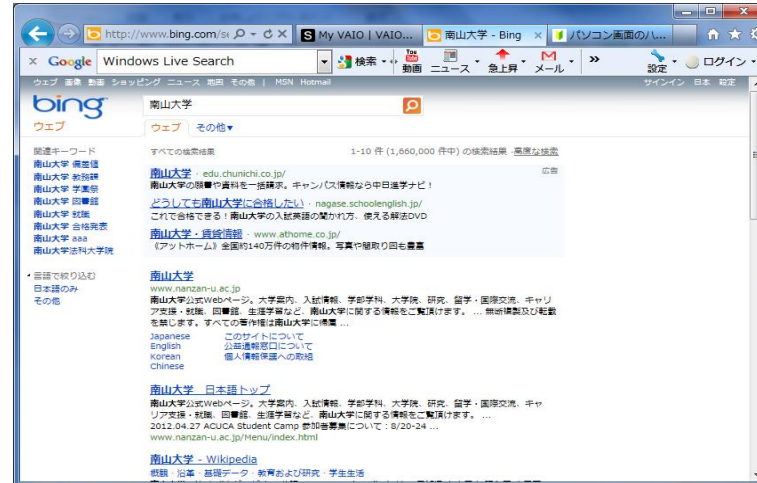 http://www.bing.com/se
My VAIO | VAIO...
南山大学 - Bing
パソコン画面のハ...
Google
Windows Live Search
検索
You Tube
動画
ニュース
急上昇
メール
»
設定
ログイン
ウェブ 画像 動画 ショッピング ニュース 地図 その他 | MSN Hotmail
サインイン 日本 設定
bing
南山大学
ウェブ
ウェブ その他▾
関連キーワード
南山大学 偏差値
南山大学 教務課
南山大学 学園祭
南山大学 図書館
南山大学 就職
南山大学 合格発表
南山大学 aaa
南山大学法科大学院
言語で絞り込む
日本語のみ
その他
すべての検索結果
1-10 件 (1,660,000 件中) の検索結果 · 高度な検索
広告
南山大学 · edu.chunichi.co.jp/
南山大学の願書や資料を一括請求。キャンパス情報なら中日進学ナビ！
どうしても南山大学に合格したい · nagase.schoolenglish.jp/
これで合格できる！南山大学の入試英語の聞かれ方、使える解法DVD
南山大学・賃貸情報 · www.athome.co.jp/
《アットホーム》全国約140万件の物件情報。写真や間取り図も豊富
南山大学
www.nanzan-u.ac.jp
南山大学公式Webページ。大学案内、入試情報、学部学科、大学院、研究、留学・国際交流、キャリ
ア支援・就職、図書館、生涯学習など、南山大学に関する情報をご覧頂けます。 ... 無断複製及び転載
を禁じます。すべての著作権は南山大学に帰属 ...
Japanese このサイトについて
English 公益通報窓口について
Korean 個人情報保護への取組
Chinese
南山大学 日本語トップ
南山大学公式Webページ。大学案内、入試情報、学部学科、大学院、研究、留学・国際交流、キャ
リア支援・就職、図書館、生涯学習など、南山大学に関する情報をご覧頂けます。 ...
2012.04.27 ACUCA Student Camp 参加者募集について：8/20-24 ...
www.nanzan-u.ac.jp/Menu/index.html
南山大学 - Wikipedia
概観 · 沿革 · 基礎データ · 教育および研究 · 学生生活